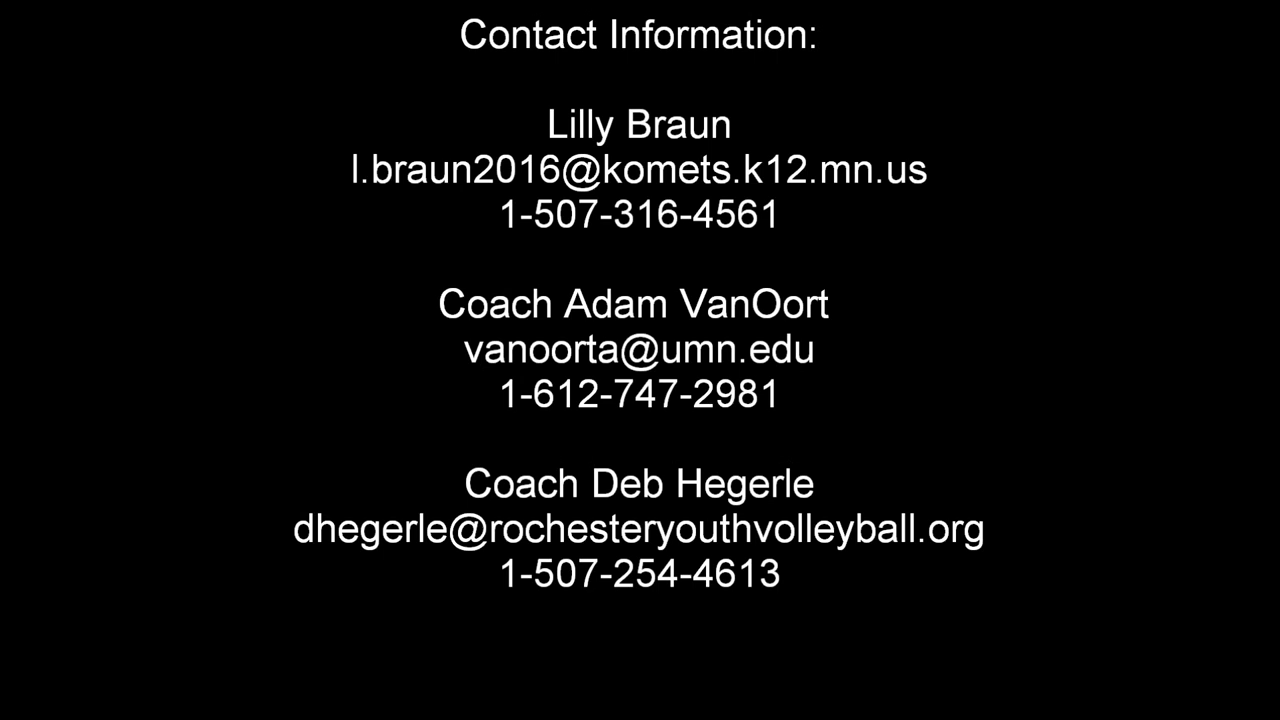 Contact Information:
Lilly Braun
l.braun2016@komets.k12.mn.us
1-507-316-4561
Coach Adam VanOort
vanoorta@umn.edu
1-612-747-2981
Coach Deb Hegerle
dhegerle@rochesteryouthvolleyball.org
1-507-254-4613